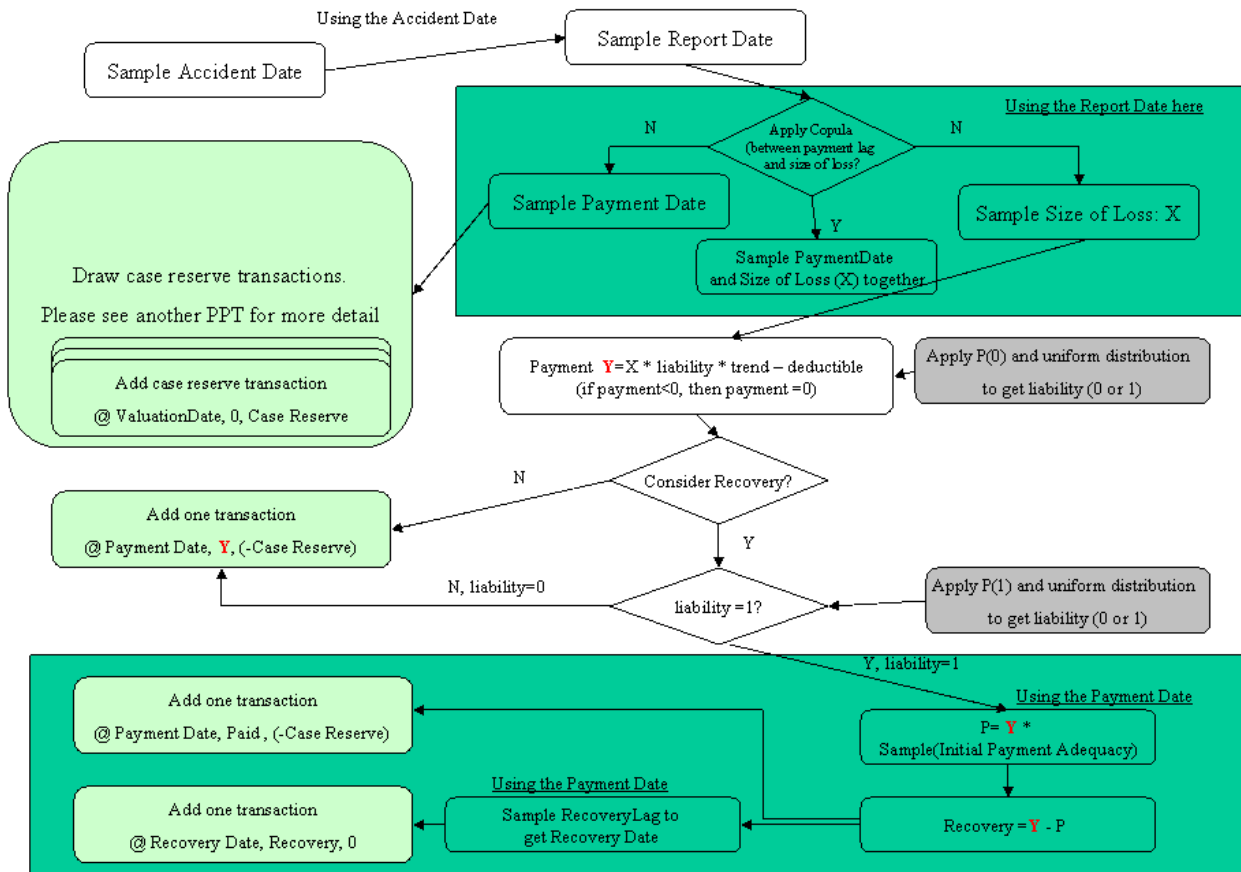 Using the Accident Date
Sample Accident Date
Sample Report Date
Using the Report Date here
N
Apply Copula
(between payment lag
and size of loss?
N
Sample Payment Date
Sample Size of Loss: X
Y
Sample PaymentDate
and Size of Loss (X) together
Draw case reserve transactions.
Please see another PPT for more detail
Add case reserve transaction
@ ValuationDate, 0, Case Reserve
Payment Y=X * liability * trend – deductible
(if payment<0, then payment =0)
Apply P(0) and uniform distribution
to get liability (0 or 1)
Consider Recovery?
N
Add one transaction
@ Payment Date, Y, (-Case Reserve)
Y
N, liability=0
liability =1?
Apply P(1) and uniform distribution
to get liability (0 or 1)
Y, liability=1
Using the Payment Date
Add one transaction
@ Payment Date, Paid , (-Case Reserve)
P= Y *
Sample(Initial Payment Adequacy)
Using the Payment Date
Add one transaction
@ Recovery Date, Recovery, 0
Sample RecoveryLag to
get Recovery Date
Recovery =Y - P